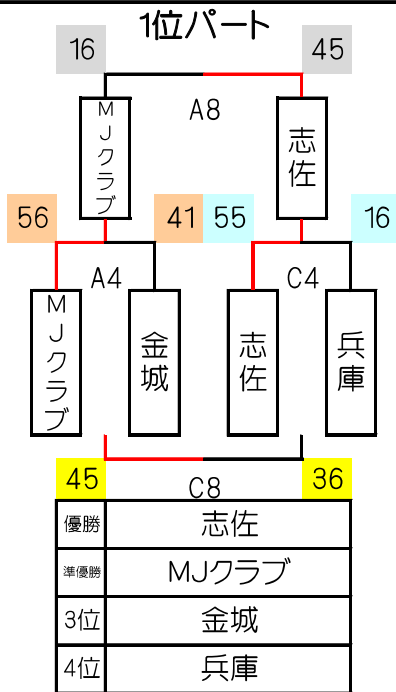 1位パート
16 45
A8
MJクラブ 志佐
56 41 55 16
A4 C4
MJクラブ 金城 志佐 兵庫
45 36
C8
優勝 志佐
準優勝 MJクラブ
3位 金城
4位 兵庫